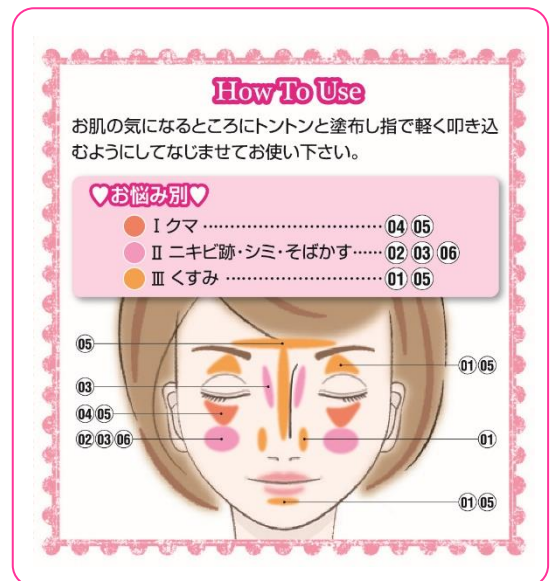 How To Use
お肌の気になるところにトントンと塗布し指で軽く叩き込
むようにしてなじませてお使い下さい。
♥お悩み別♥
Ⅰ クマ ⋯⋯⋯⋯⋯⋯⋯⋯⋯⋯ 04 05
Ⅱ ニキビ跡・シミ・そばかす⋯⋯ 02 03 06
Ⅲ くすみ ⋯⋯⋯⋯⋯⋯⋯⋯⋯ 01 05
05
01 05
03
04 05
02 03 06
01
01 05